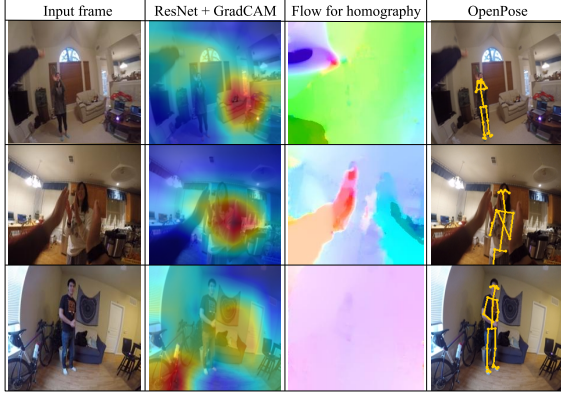 Input frame
ResNet + GradCAM
Flow for homography
OpenPose